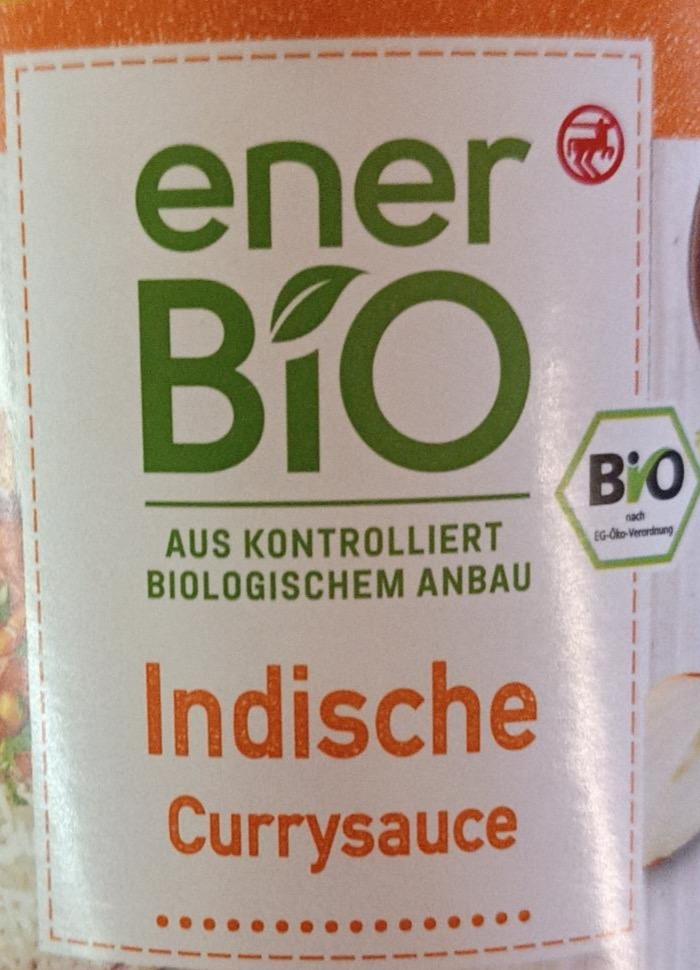 ener
BiO
AUS KONTROLLIERT
BIOLOGISCHEM ANBAU
BiO
nach
EG-Öko-Verordnung
Indische
Currysauce